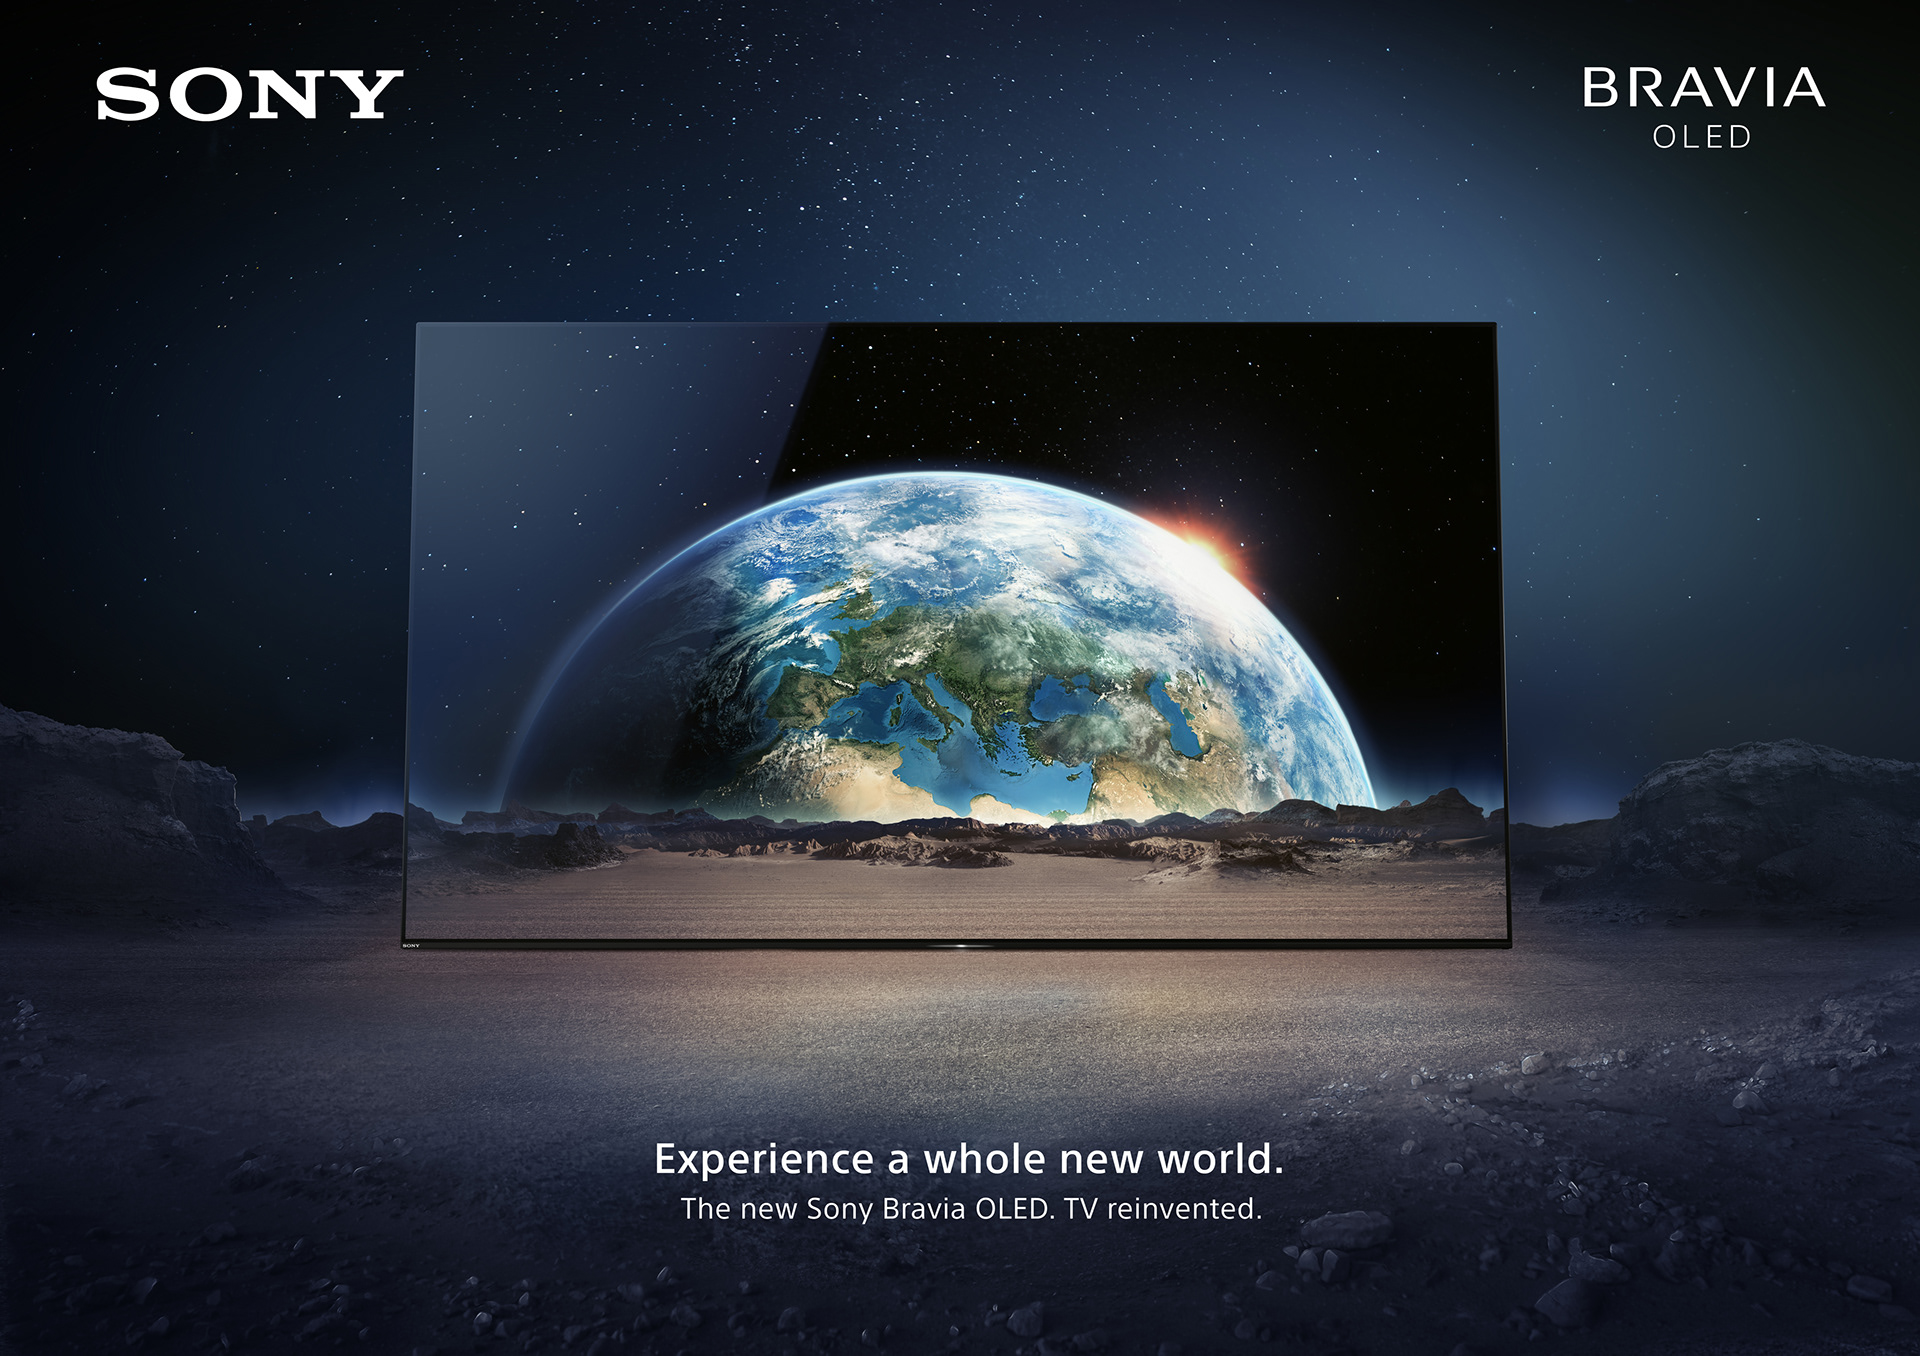 SONY
BRAVIA
OLED
SONY
Experience a whole new world.
The new Sony Bravia OLED. TV reinvented.